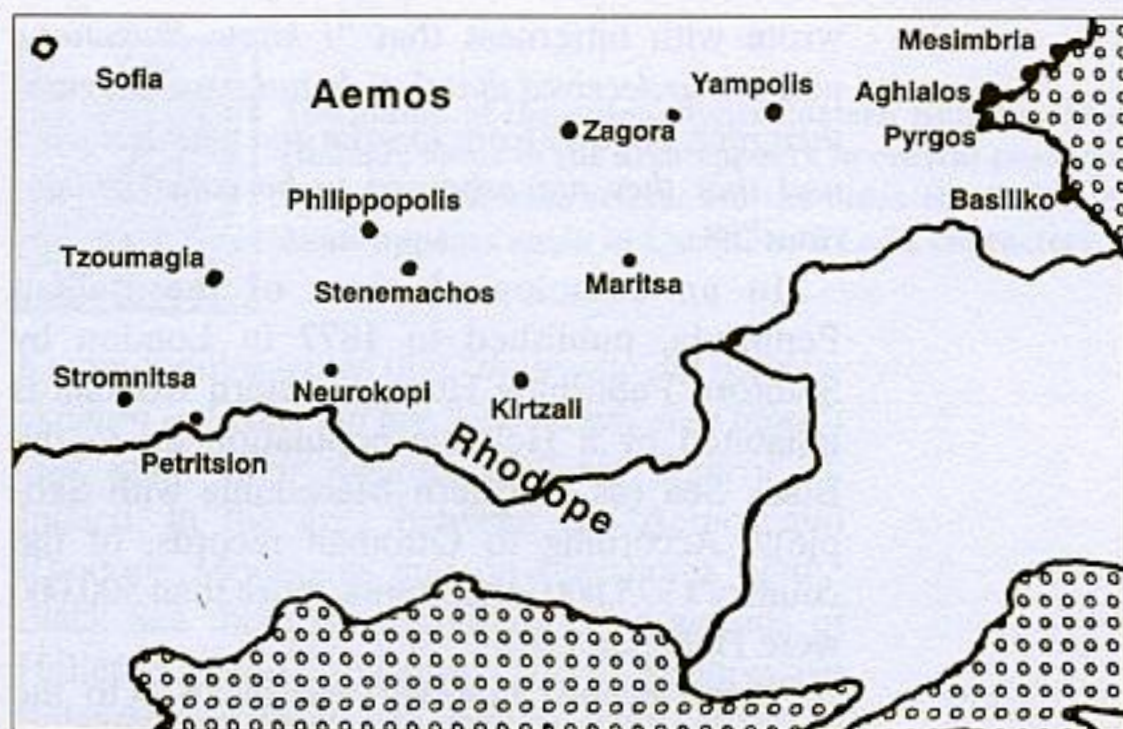 Mesimbria
Sofia
Aemos
Yampolis
Aghialos
Zagora
Pyrgos
Philippopolis
Basiliko
Tzoumagia
Stenemachos
Maritsa
Stromnitsa
Neurokopi
Kirtzali
Petritsion
Rhodope